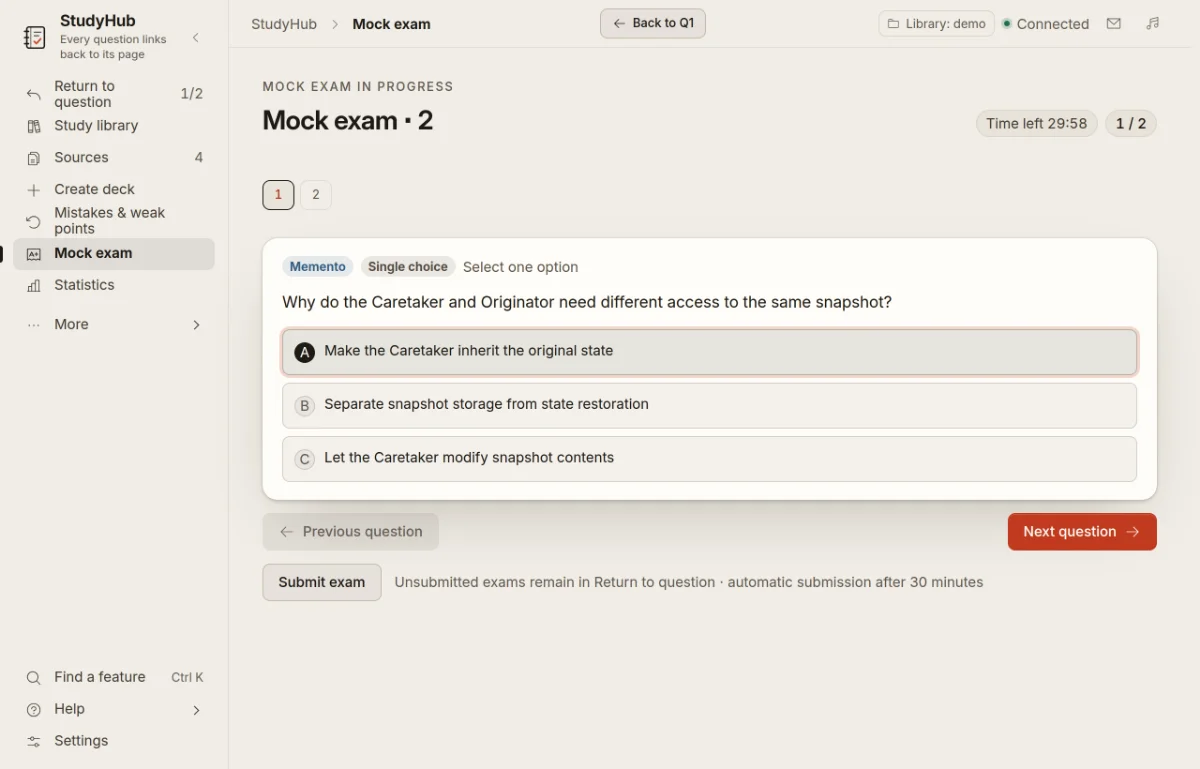 StudyHub
Every question links
back to its page
Return to
question
1/2
Study library
Sources 4
Create deck
Mistakes & weak
points
Mock exam
Statistics
More
Find a feature Ctrl K
Help
Settings
StudyHub Mock exam
Back to Q1
Library: demo
Connected
MOCK EXAM IN PROGRESS
Mock exam · 2
Time left 29:58
1 / 2
1 2
Memento Single choice Select one option
Why do the Caretaker and Originator need different access to the same snapshot?
A Make the Caretaker inherit the original state
B Separate snapshot storage from state restoration
C Let the Caretaker modify snapshot contents
Previous question
Next question
Submit exam Unsubmitted exams remain in Return to question · automatic submission after 30 minutes